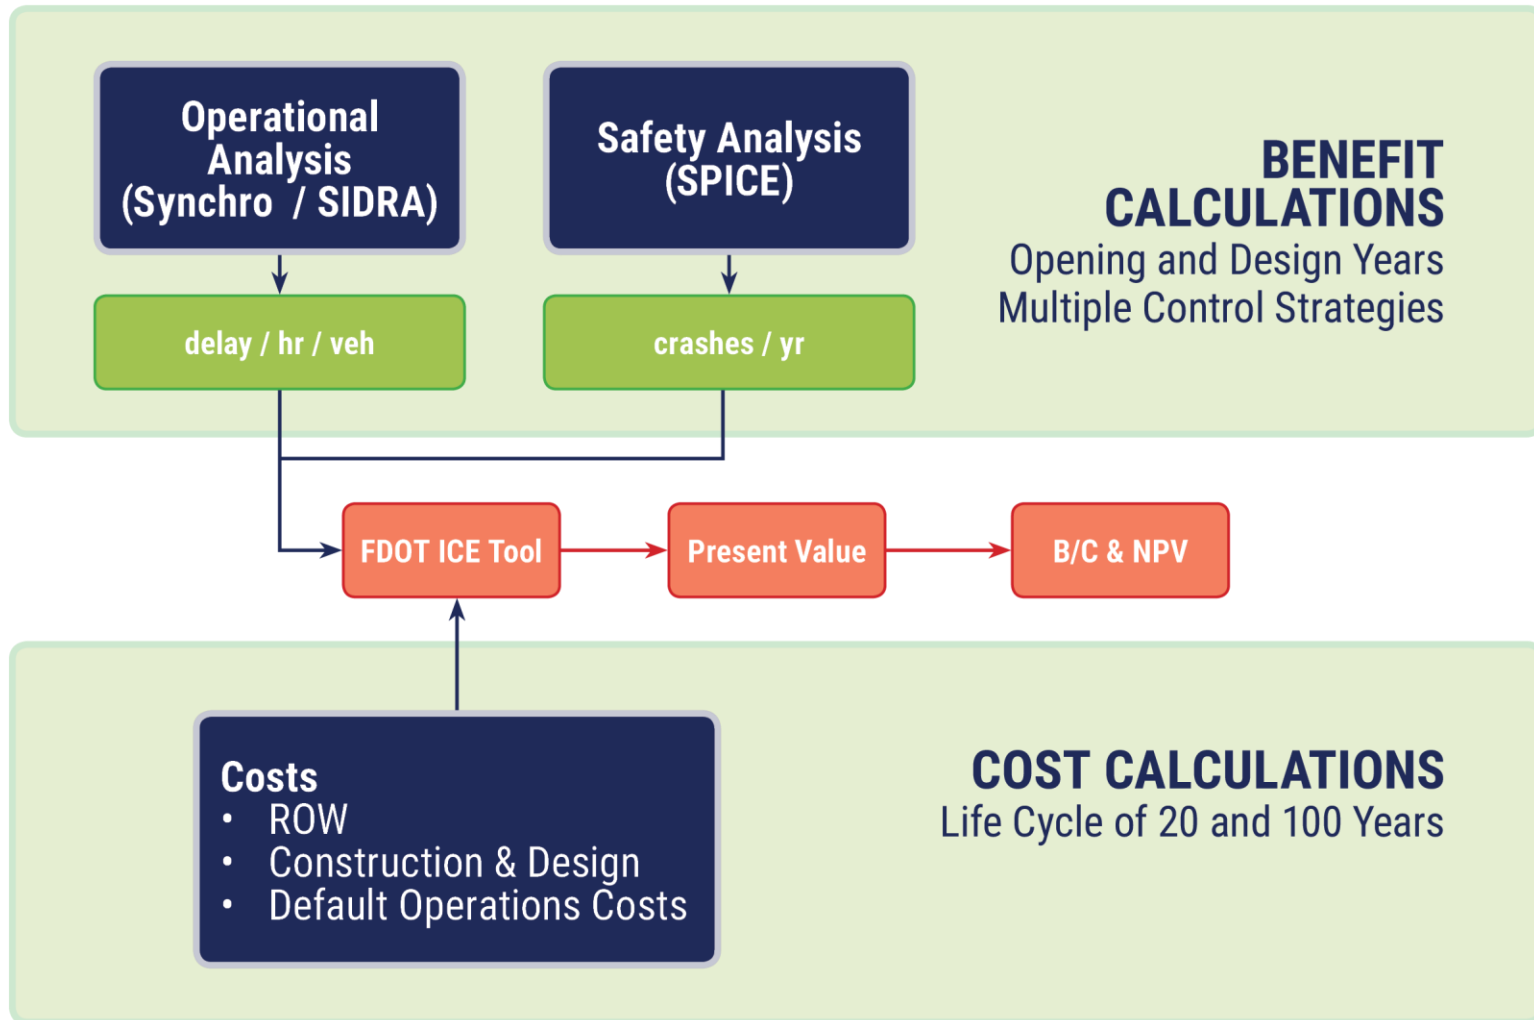 Operational
Analysis
(Synchro / SIDRA)
Safety Analysis
(SPICE)
BENEFIT
CALCULATIONS
Opening and Design Years
Multiple Control Strategies
delay / hr / veh
crashes / yr
FDOT ICE Tool
Present Value
B/C & NPV
Costs
• ROW
• Construction & Design
• Default Operations Costs
COST CALCULATIONS
Life Cycle of 20 and 100 Years